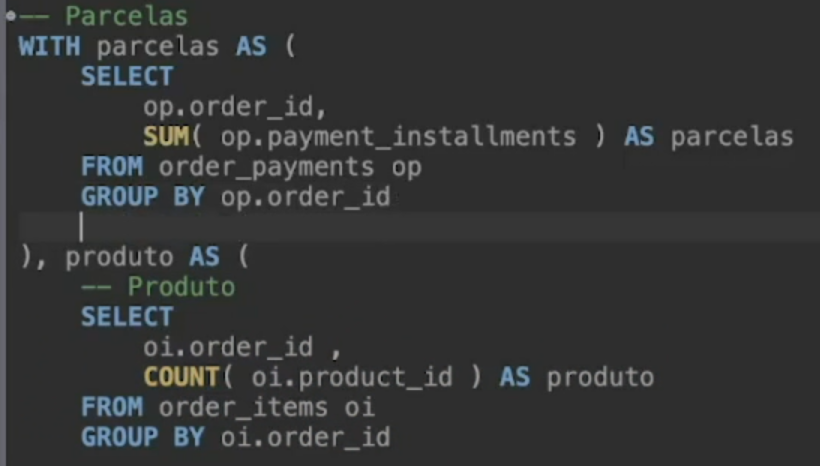 -- Parcelas
WITH parcelas AS (
    SELECT
        op.order_id,
        SUM( op.payment_installments ) AS parcelas
    FROM order_payments op
    GROUP BY op.order_id
), produto AS (
    -- Produto
    SELECT
        oi.order_id ,
        COUNT( oi.product_id ) AS produto
    FROM order_items oi
    GROUP BY oi.order_id